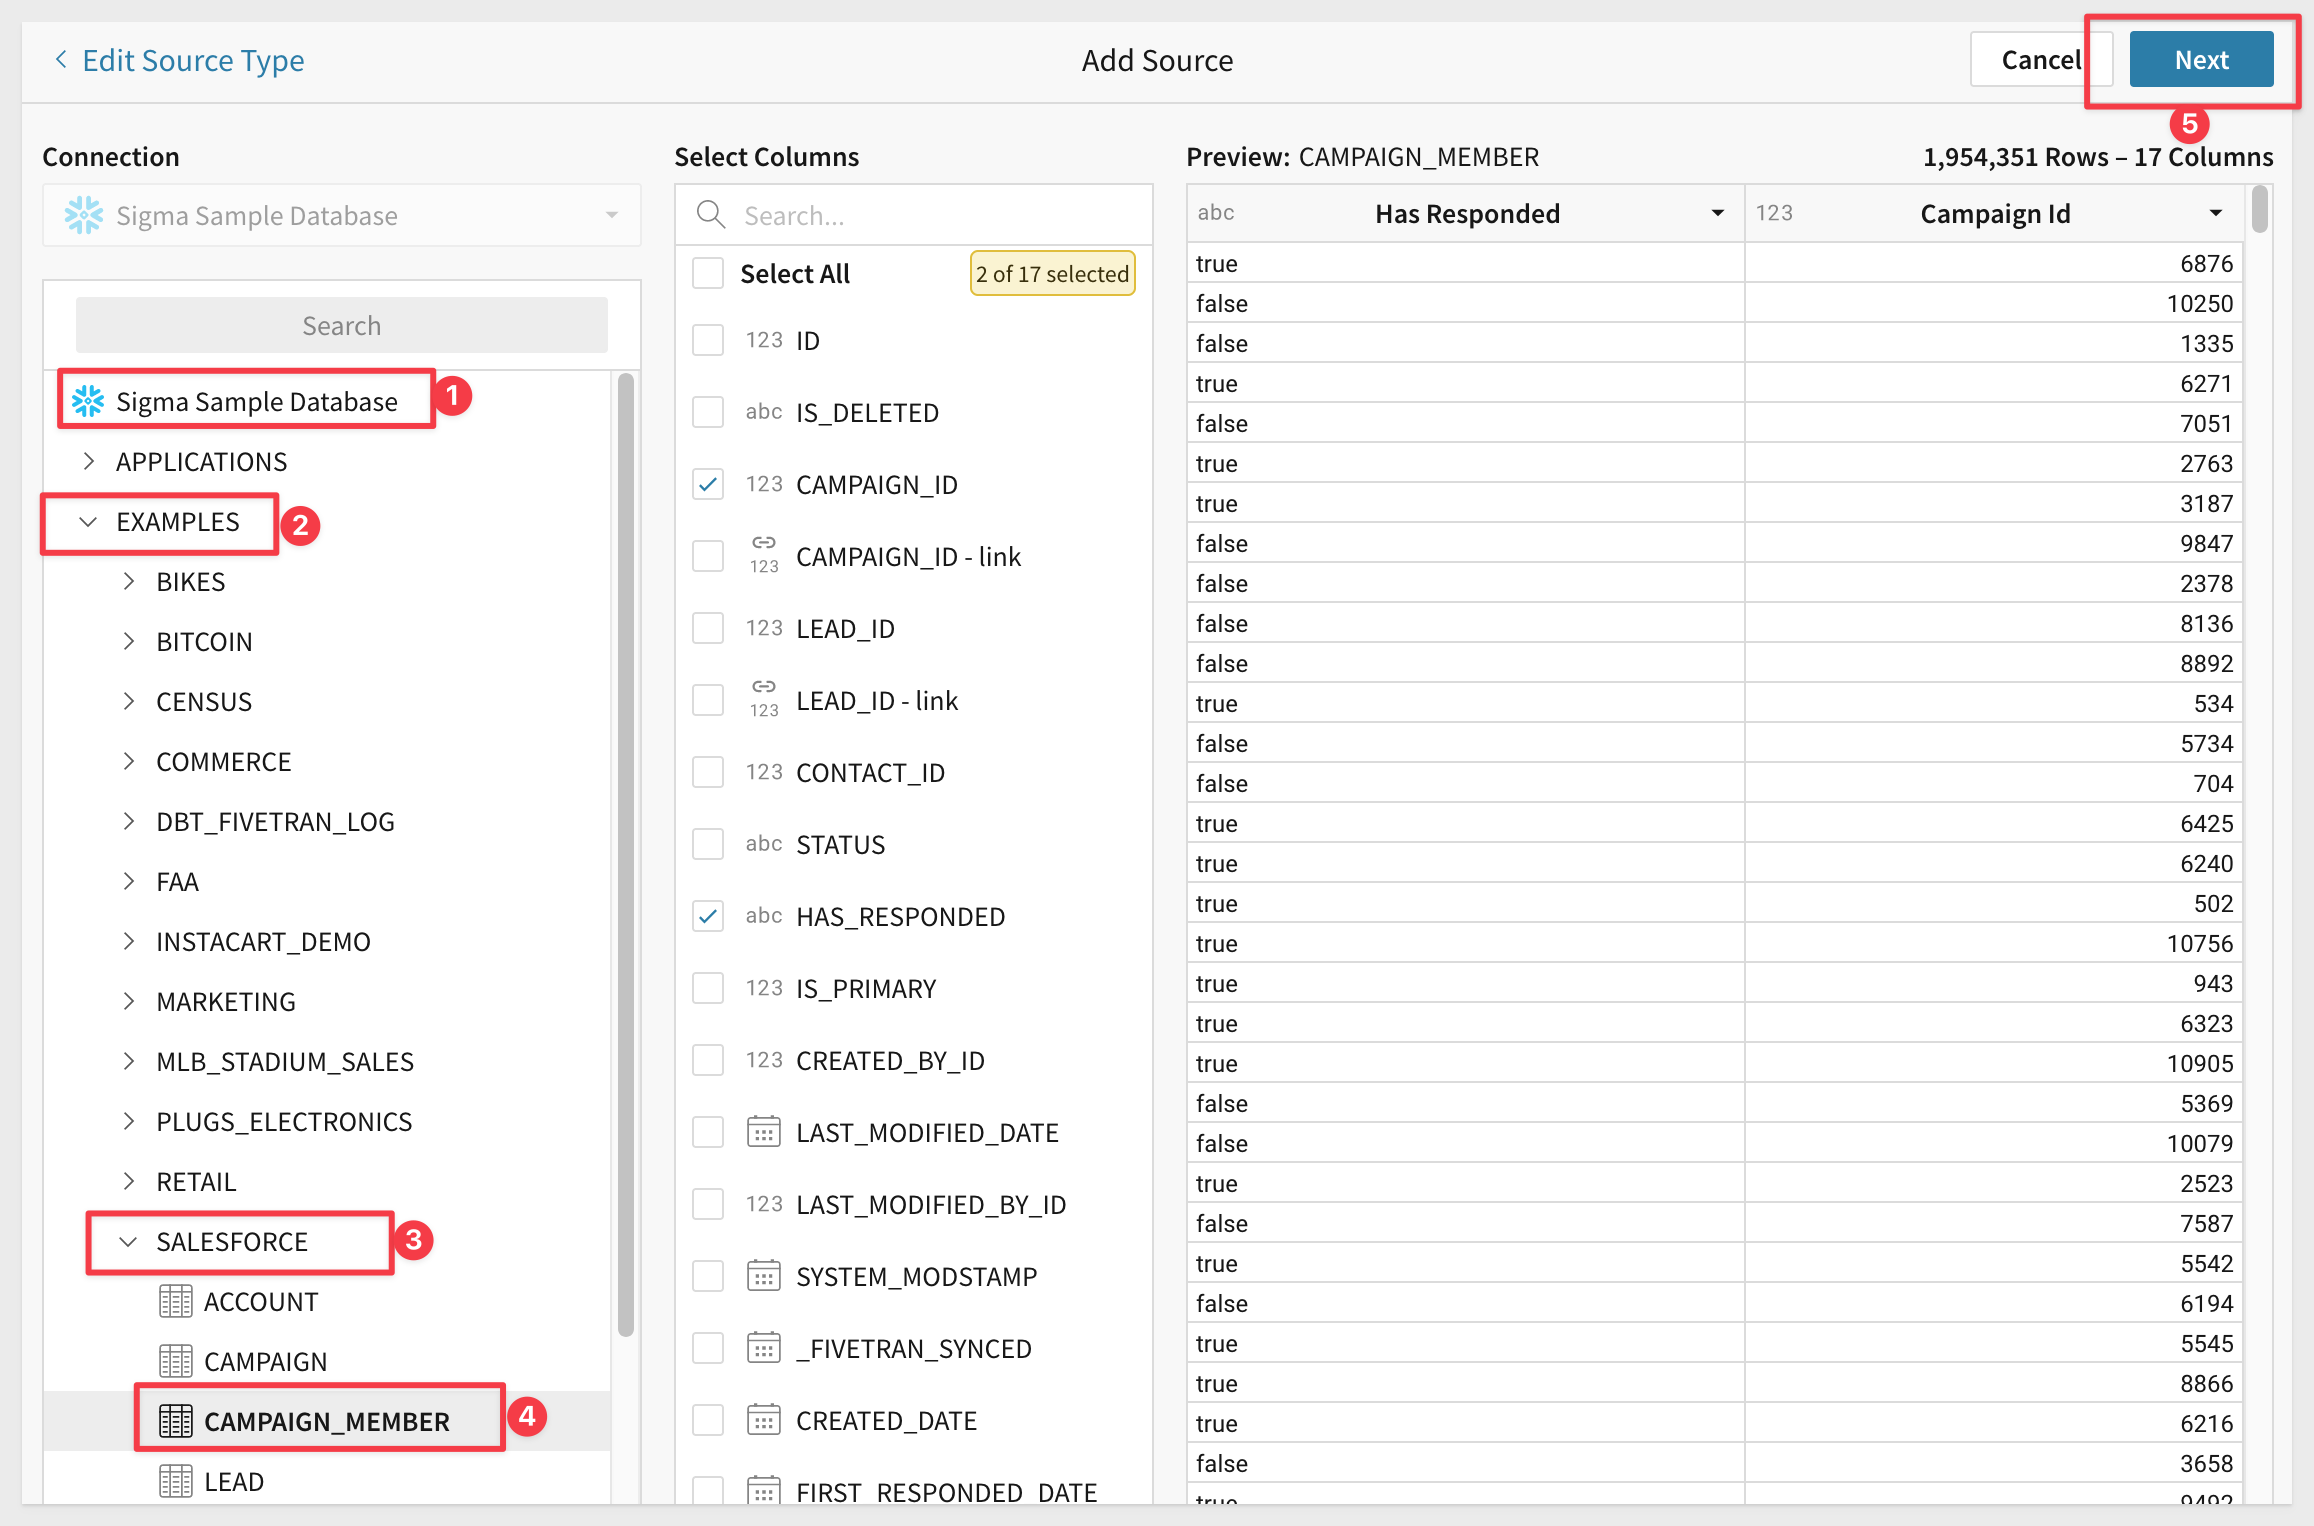 Edit Source Type
Add Source
Cancel
Next
5
Connection
Sigma Sample Database
Search
Sigma Sample Database
1
APPLICATIONS
EXAMPLES
2
BIKES
BITCOIN
CENSUS
COMMERCE
DBT_FIVETRAN_LOG
FAA
INSTACART_DEMO
MARKETING
MLB_STADIUM_SALES
PLUGS_ELECTRONICS
RETAIL
SALESFORCE
3
ACCOUNT
CAMPAIGN
CAMPAIGN_MEMBER
4
LEAD
Select Columns
Search...
Select All
2 of 17 selected
123 ID
abc IS_DELETED
123 CAMPAIGN_ID
123 CAMPAIGN_ID - link
123 LEAD_ID
123 LEAD_ID - link
123 CONTACT_ID
abc STATUS
abc HAS_RESPONDED
123 IS_PRIMARY
123 CREATED_BY_ID
LAST_MODIFIED_DATE
123 LAST_MODIFIED_BY_ID
SYSTEM_MODSTAMP
_FIVETRAN_SYNCED
CREATED_DATE
FIRST_RESPONDED_DATE
Preview: CAMPAIGN_MEMBER
1,954,351 Rows – 17 Columns
abc Has Responded 123 Campaign Id
true 6876
false 10250
false 1335
true 6271
false 7051
true 2763
true 3187
false 9847
false 2378
false 8136
false 8892
true 534
false 5734
false 704
true 6425
true 6240
true 502
true 10756
true 943
true 6323
true 10905
false 5369
false 10079
true 2523
false 7587
true 5542
false 6194
true 5545
true 8866
true 6216
false 3658
true 9492